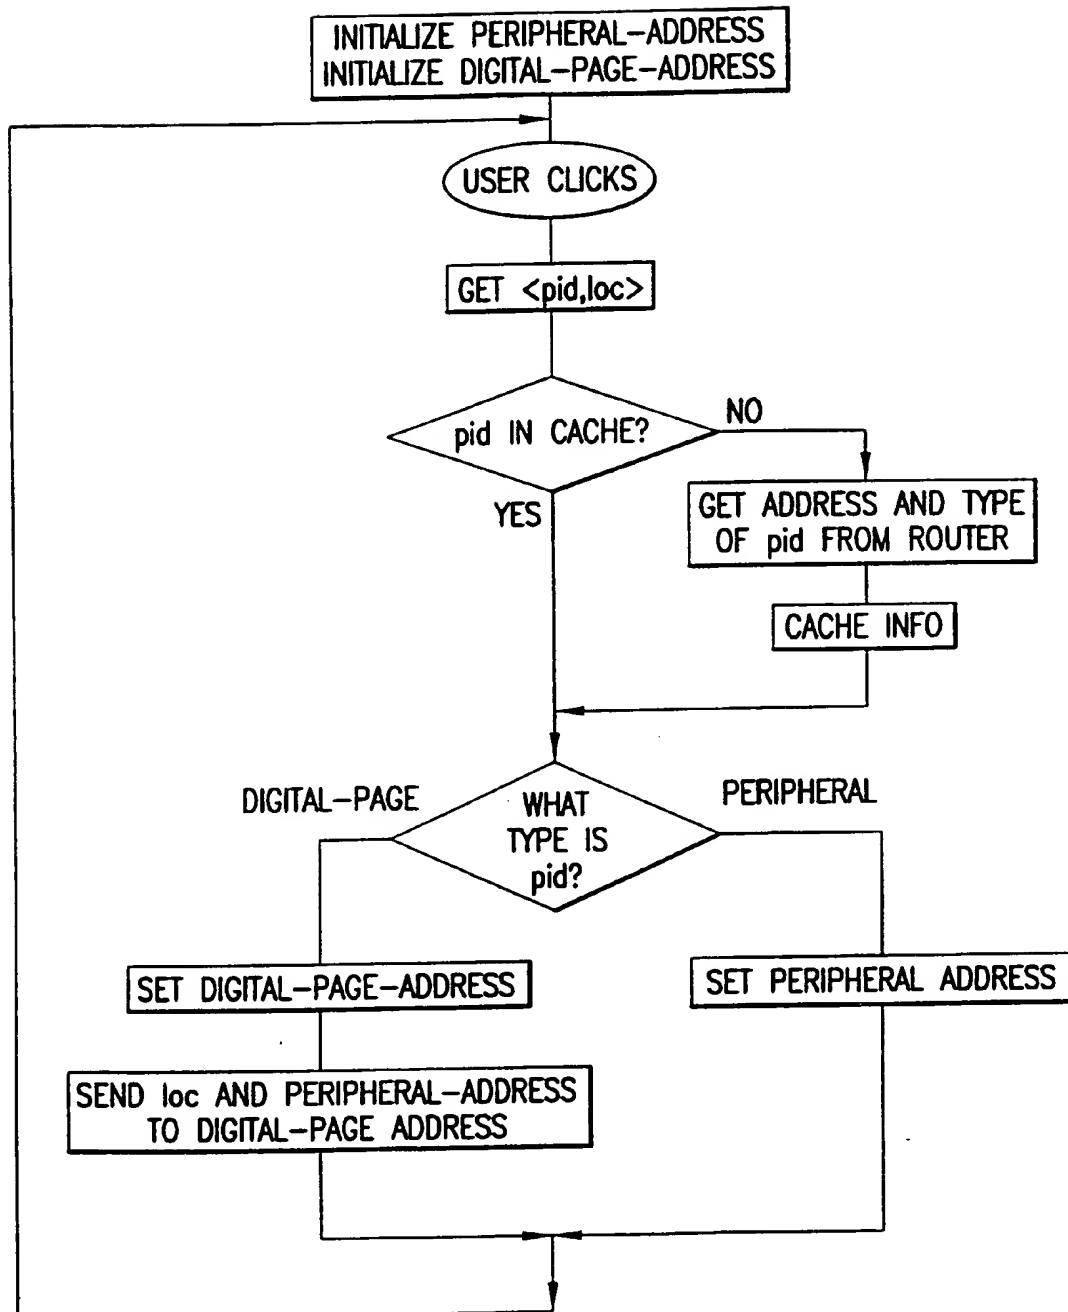 INITIALIZE PERIPHERAL-ADDRESS
INITIALIZE DIGITAL-PAGE-ADDRESS
USER CLICKS
GET <pid,loc>
pid IN CACHE?
NO
YES
GET ADDRESS AND TYPE
OF pid FROM ROUTER
CACHE INFO
DIGITAL-PAGE
WHAT
TYPE IS
pid?
PERIPHERAL
SET DIGITAL-PAGE-ADDRESS
SET PERIPHERAL ADDRESS
SEND loc AND PERIPHERAL-ADDRESS
TO DIGITAL-PAGE ADDRESS